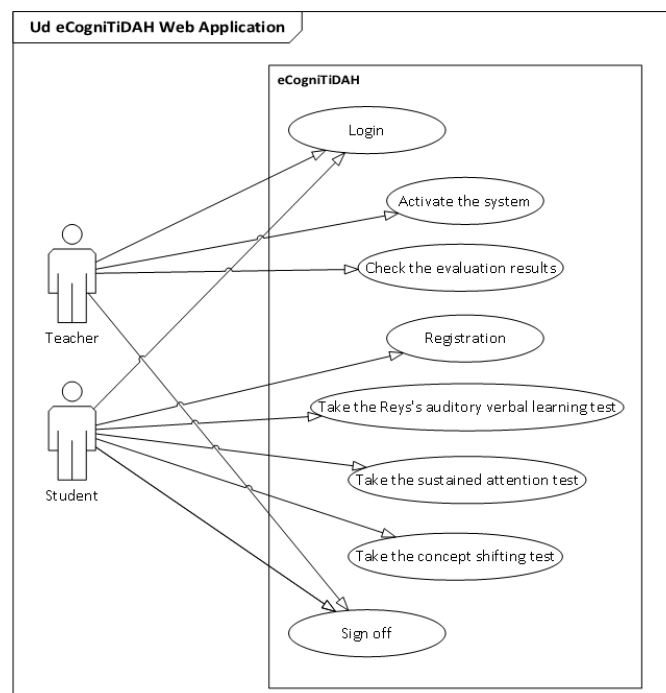 Ud eCogniTiDAH Web Application
eCogniTiDAH
Login
Activate the system
Check the evaluation results
Teacher
Registration
Take the Reys's auditory verbal learning test
Student
Take the sustained attention test
Take the concept shifting test
Sign off